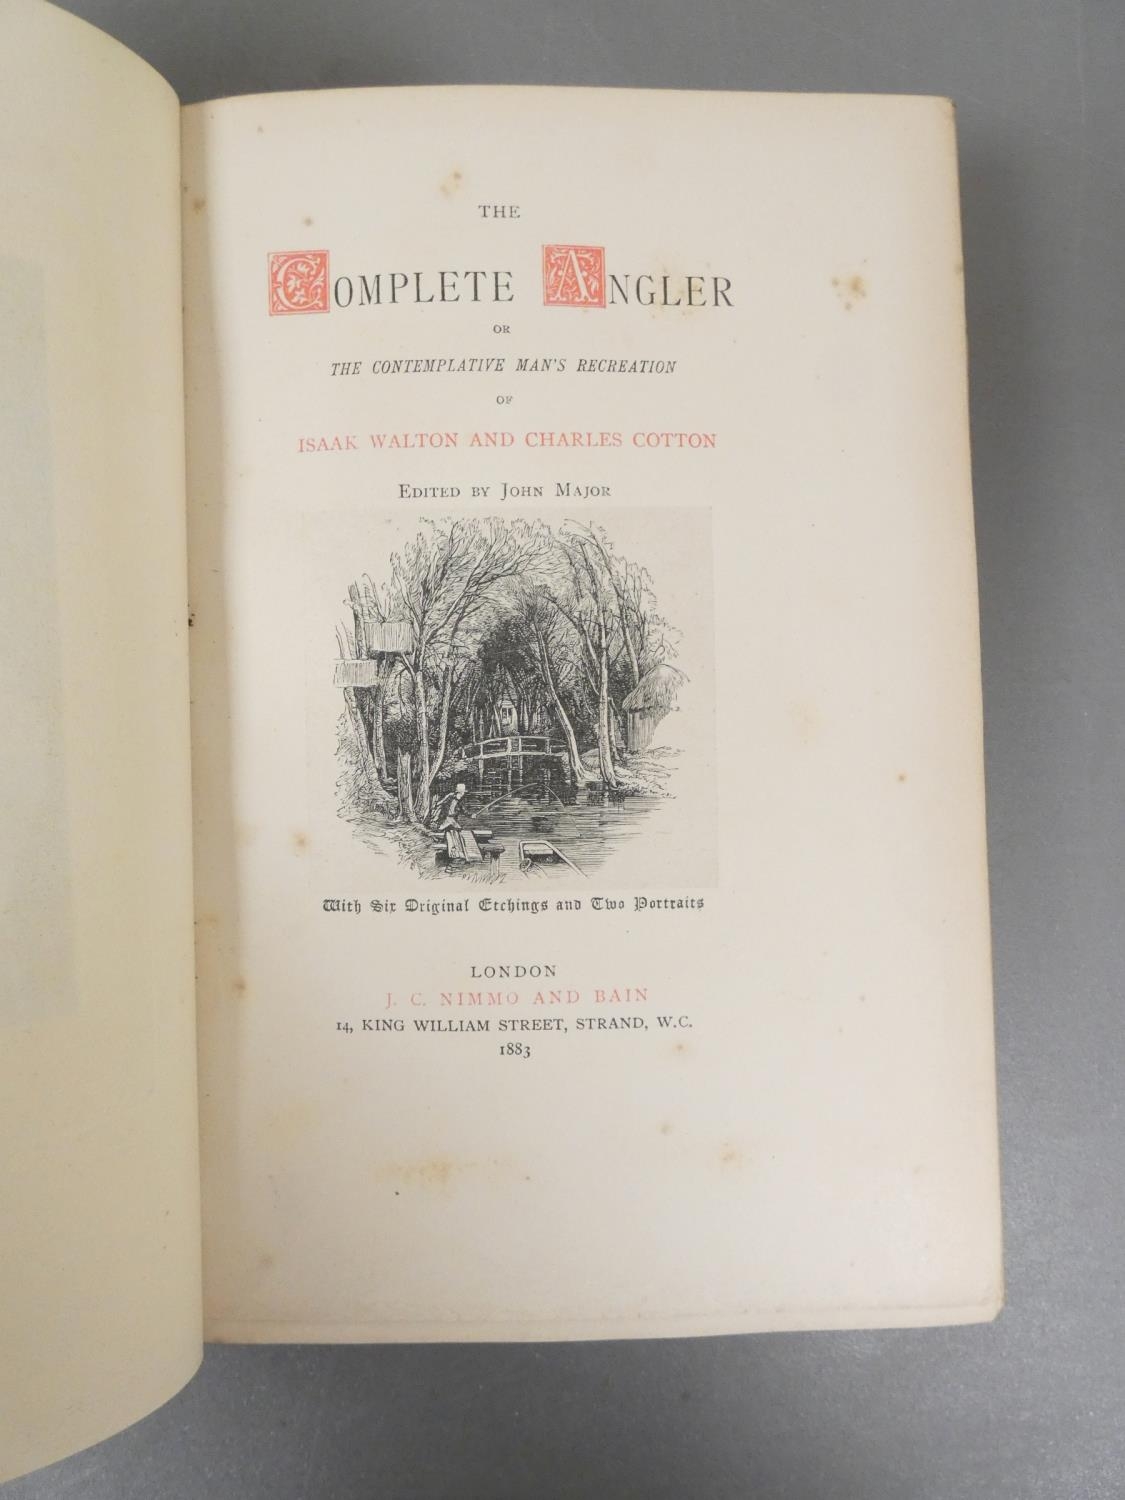 THE
COMPLETE ANGLER
OR
THE CONTEMPLATIVE MAN'S RECREATION
OF
ISAAK WALTON AND CHARLES COTTON
EDITED BY JOHN MAJOR
With Six Original Etchings and Two Portraits
LONDON
J. C. NIMMO AND BAIN
14, KING WILLIAM STREET, STRAND, W.C.
1883